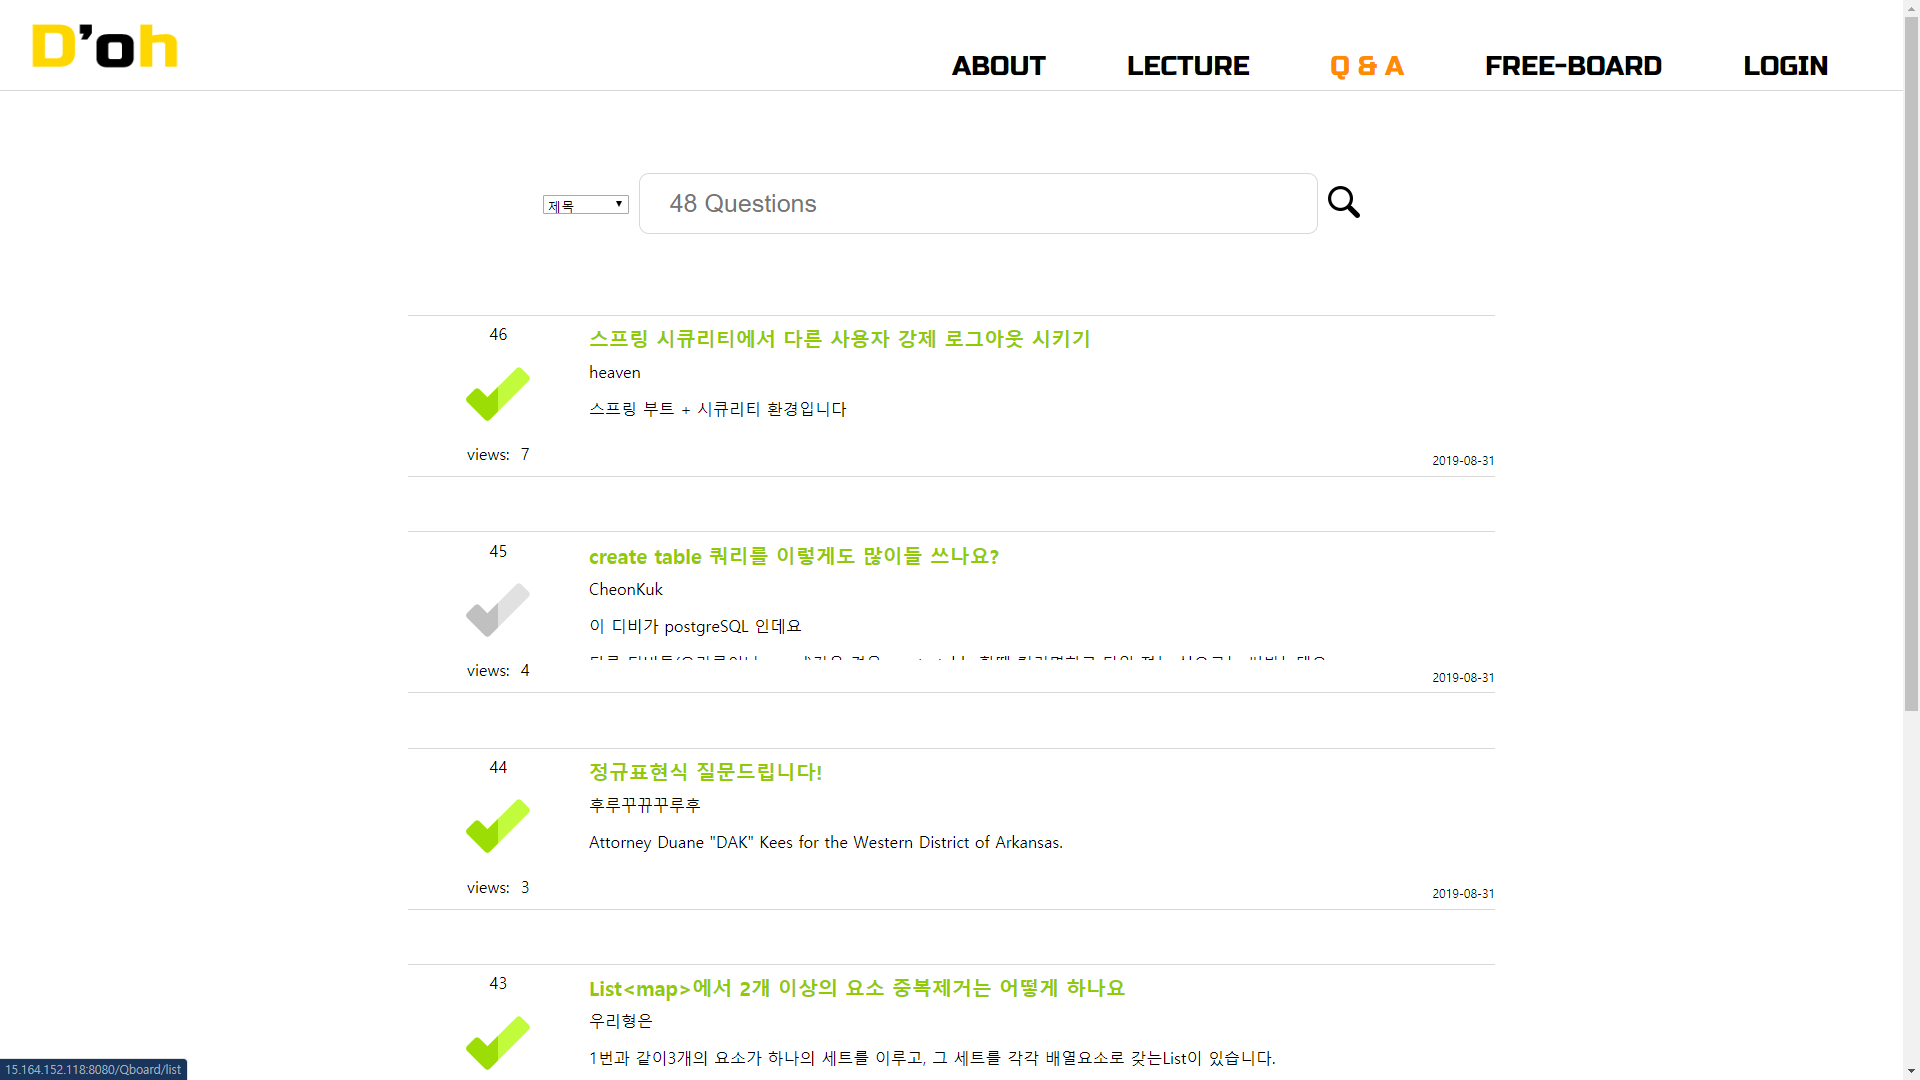 D'oh
ABOUT LECTURE Q & A FREE-BOARD LOGIN
제목 48 Questions
46
스프링 시큐리티에서 다른 사용자 강제 로그아웃 시키기
heaven
스프링 부트 + 시큐리티 환경입니다
views: 7
2019-08-31
45
create table 쿼리를 이렇게도 많이들 쓰나요?
CheonKuk
이 디비가 postgreSQL 인데요
views: 4
2019-08-31
44
정규표현식 질문드립니다!
후루꾸뀨꾸루후
Attorney Duane "DAK" Kees for the Western District of Arkansas.
views: 3
2019-08-31
43
List<map>에서 2개 이상의 요소 중복제거는 어떻게 하나요
우리형은
1번과 같이3개의 요소가 하나의 세트를 이루고, 그 세트를 각각 배열요소로 갖는List이 있습니다.
15.164.152.118:8080/Qboard/list